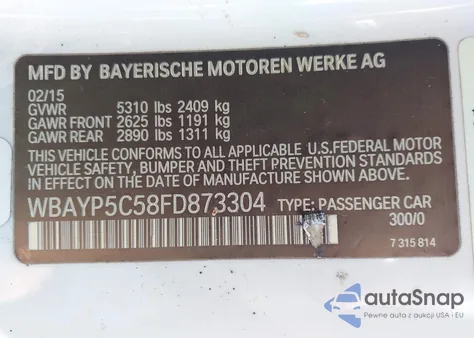 MFD BY BAYERISCHE MOTOREN WERKE AG
02/15
GVWR 5310 lbs 2409 kg
GAWR FRONT 2625 lbs 1191 kg
GAWR REAR 2890 lbs 1311 kg
THIS VEHICLE CONFORMS TO ALL APPLICABLE U.S.FEDERAL MOTOR
VEHICLE SAFETY, BUMPER AND THEFT PREVENTION STANDARDS IN
EFFECT ON THE DATE OF MANUFACTURE SHOWN ABOVE.
WBAYP5C58FD873304 TYPE: PASSENGER CAR
300/0
7 315 814
autoSnap
Pewne auta z aukcji USA i EU